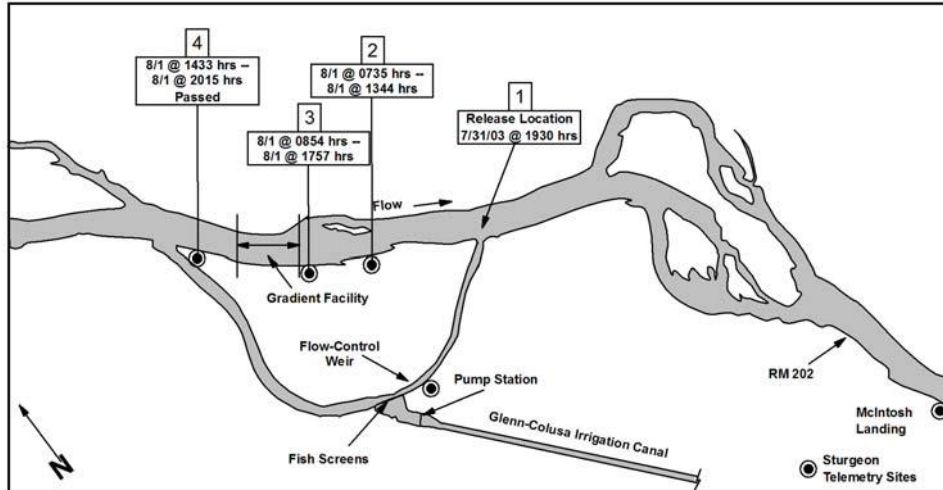 4
8/1 @ 1433 hrs --
8/1 @ 2015 hrs
Passed
2
8/1 @ 0735 hrs --
8/1 @ 1344 hrs
1
Release Location
7/31/03 @ 1930 hrs
3
8/1 @ 0854 hrs --
8/1 @ 1757 hrs
Flow
Gradient Facility
Flow-Control
Weir
Pump Station
RM 202
Glenn-Colusa Irrigation Canal
McIntosh
Landing
Fish Screens
Sturgeon
Telemetry Sites
N